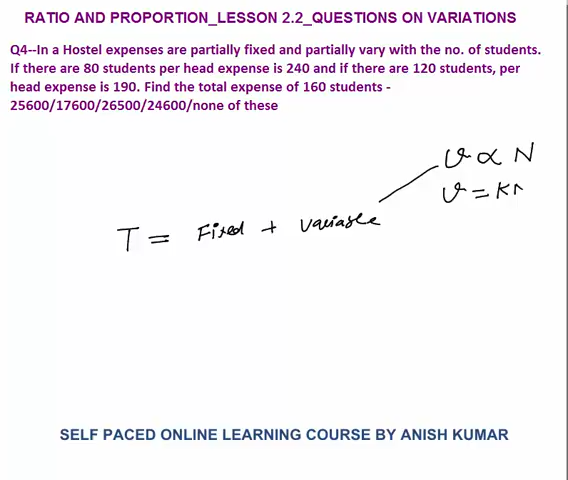 RATIO AND PROPORTION_LESSON 2.2_QUESTIONS ON VARIATIONS
Q4--In a Hostel expenses are partially fixed and partially vary with the no. of students.
If there are 80 students per head expense is 240 and if there are 120 students, per
head expense is 190. Find the total expense of 160 students -
25600/17600/26500/24600/none of these
V ∝ N
V = K
T = Fixed + Variable
SELF PACED ONLINE LEARNING COURSE BY ANISH KUMAR